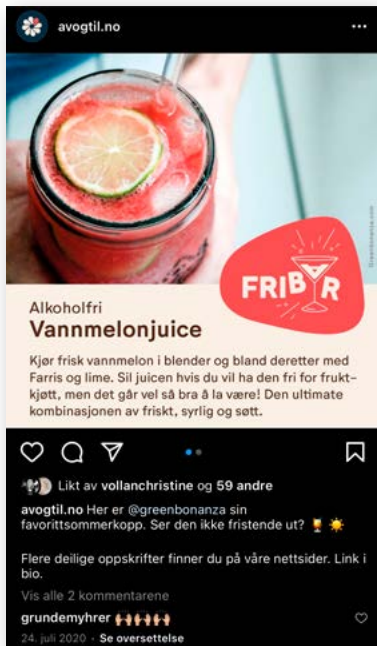 avogtil.no
Greenbonanza.com
FRIBAR
Alkoholfri
Vannmelonjuice
Kjør frisk vannmelon i blender og bland deretter med
Farris og lime. Sil juicen hvis du vil ha den fri for frukt-
kjøtt, men det går vel så bra å la være! Den ultimate
kombinasjonen av friskt, syrlig og søtt.
Likt av vollanchristine og 59 andre
avogtil.no Her er @greenbonanza sin
favorittsommerkopp. Ser den ikke fristende ut? 🍹 ☀️
Flere deilige oppskrifter finner du på våre nettsider. Link i
bio.
Vis alle 2 kommentarene
grundemyhrer 🙌🏼🙌🏼🙌🏼🙌🏼
24. juli 2020 · Se oversettelse